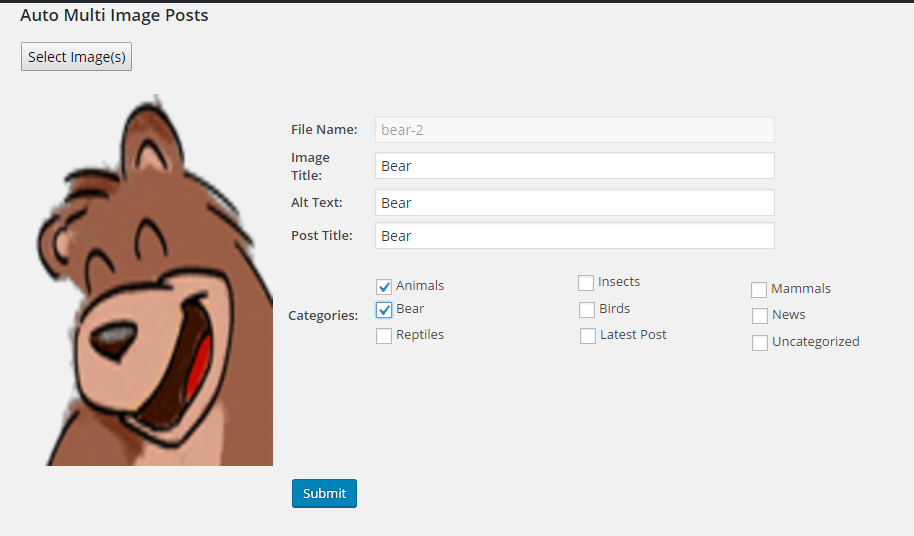 Auto Multi Image Posts
Select Image(s)
File Name: bear-2
Image
Title: Bear
Alt Text: Bear
Post Title: Bear
Categories:
Animals Insects Mammals
Bear Birds News
Reptiles Latest Post Uncategorized
Submit